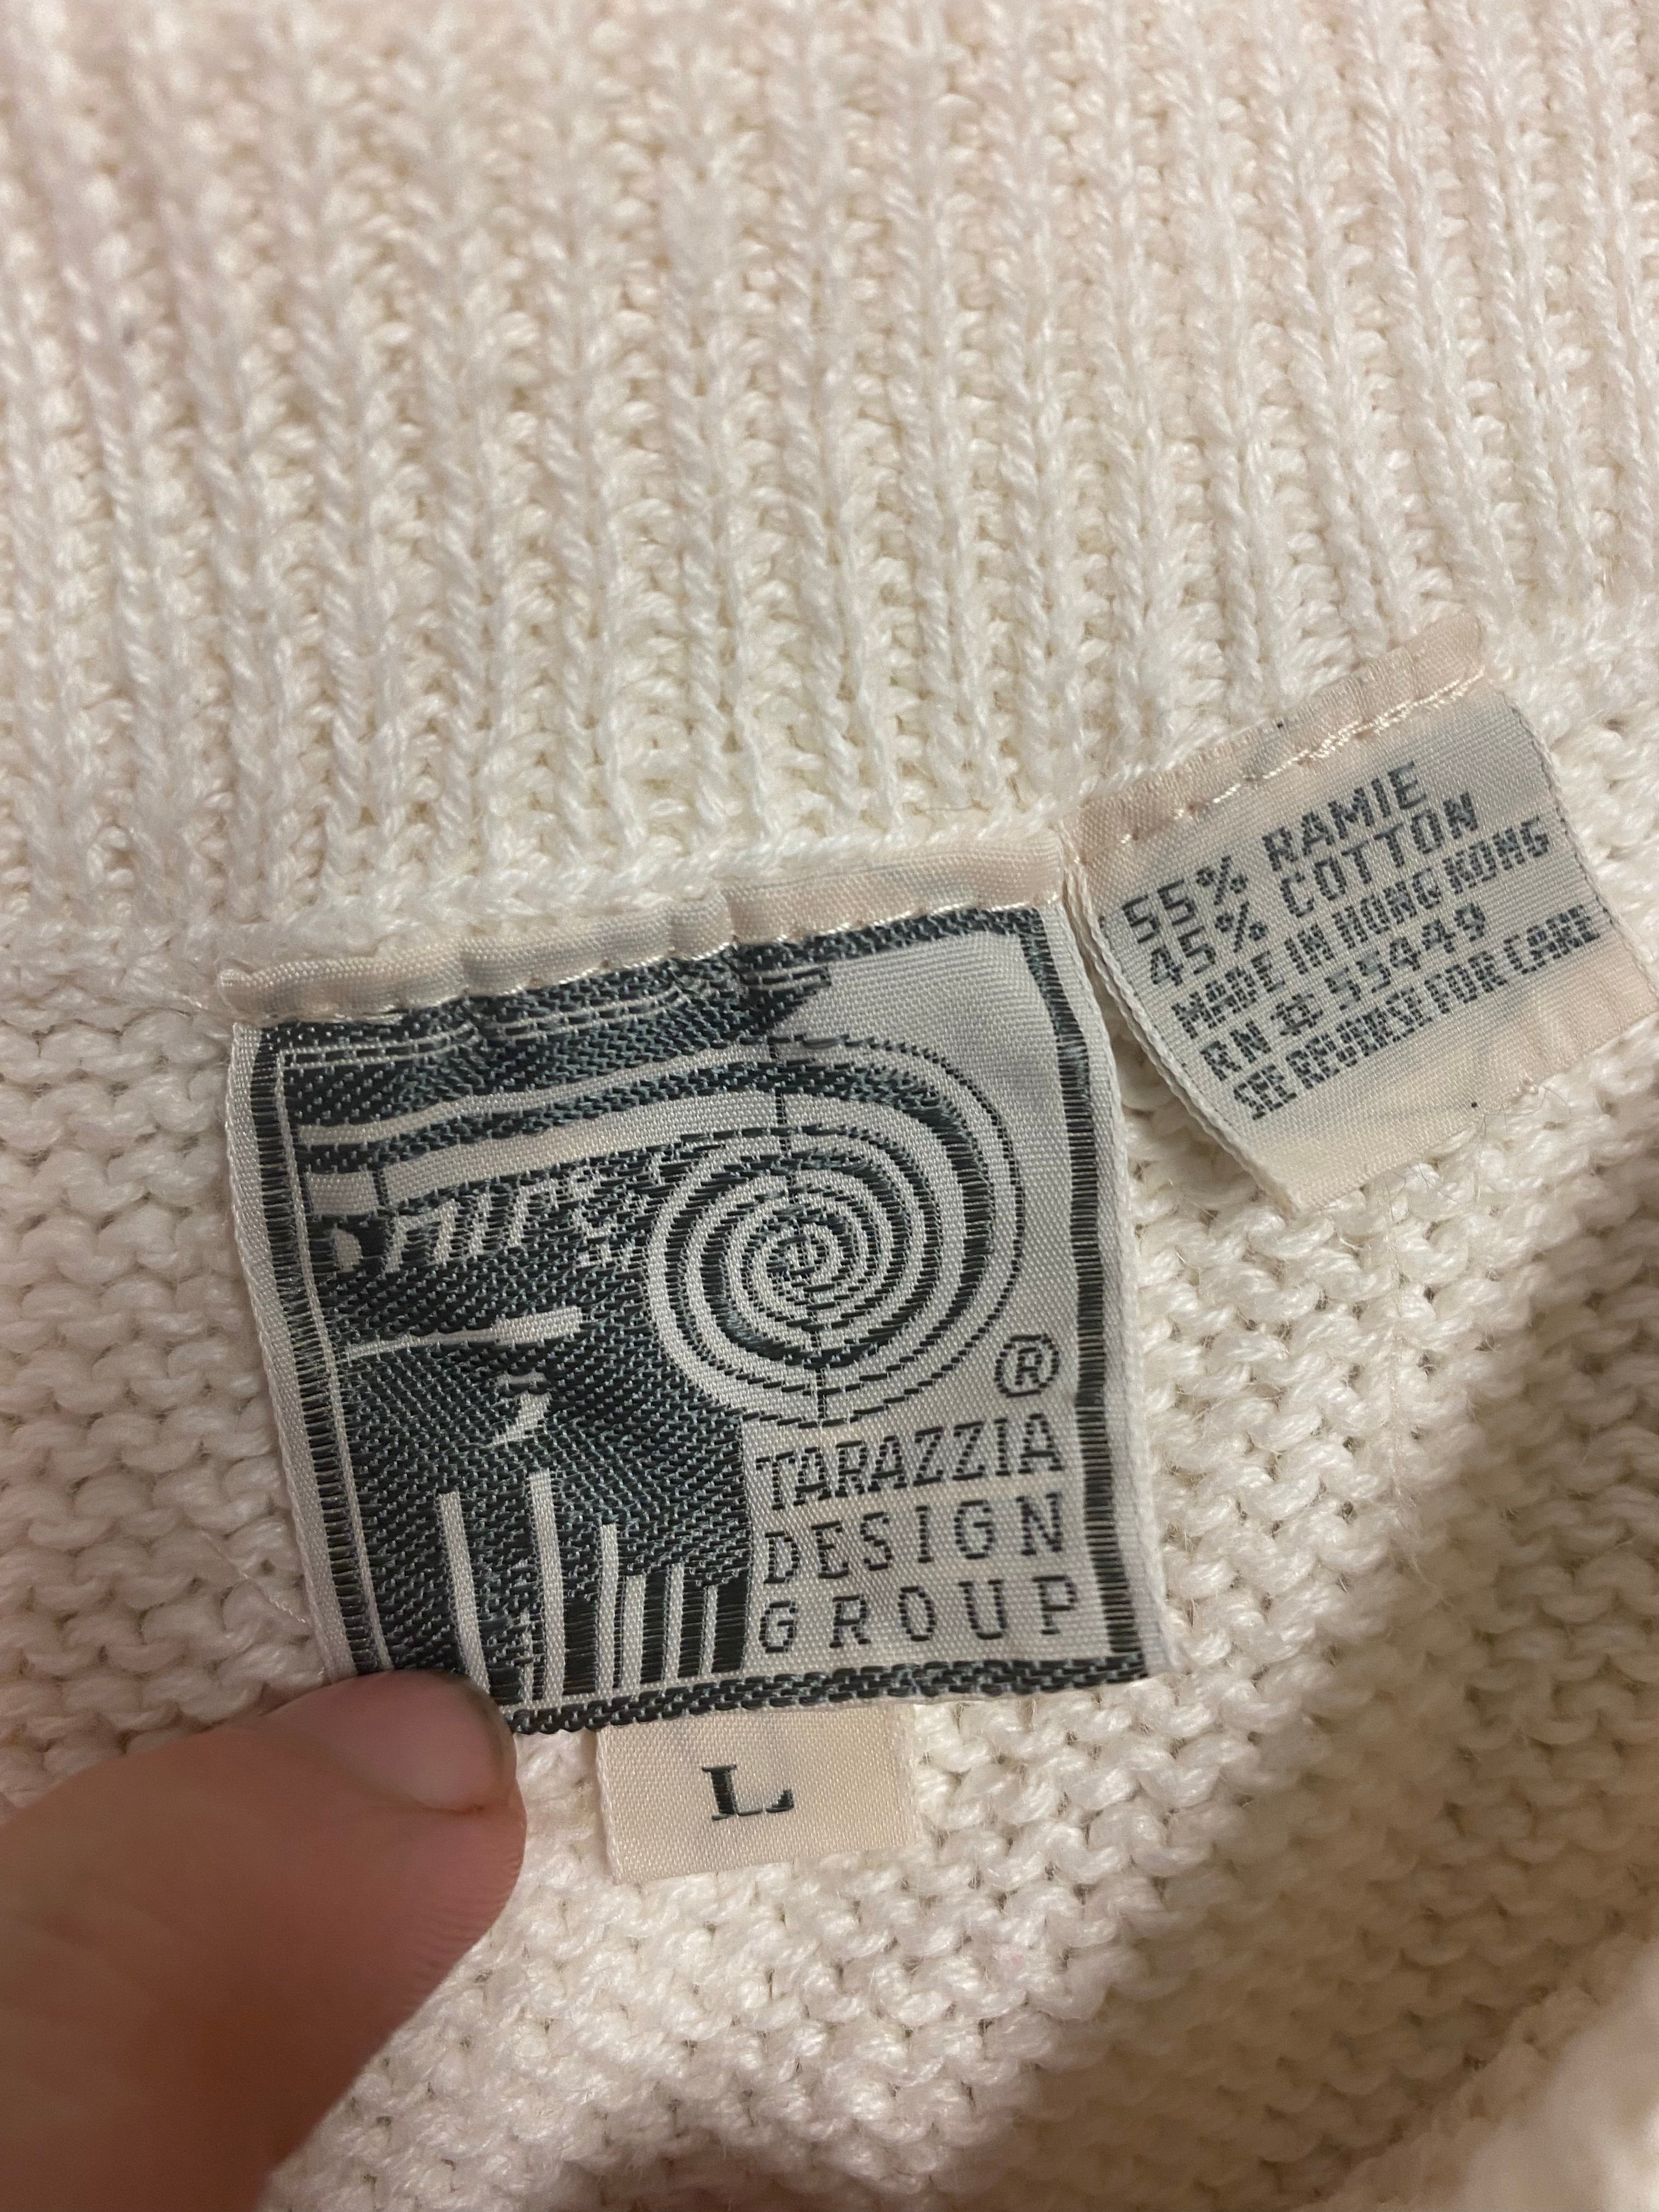 ®
TARAZZIA
DESIGN
GROUP
L
55% RAMIE
45% COTTON
MADE IN HONG KONG
RN # 55449
SEE REVERSE FOR CARE